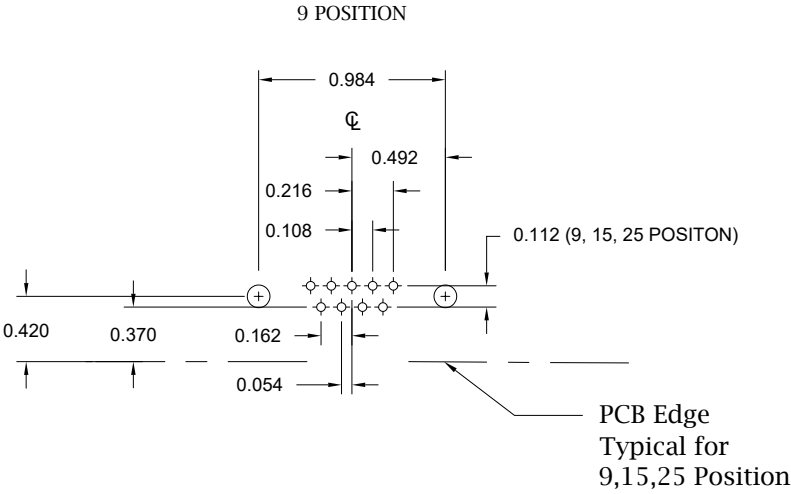 9 POSITION
0.984
℄
0.492
0.216
0.108
0.112 (9, 15, 25 POSITON)
0.420
0.370
0.162
0.054
PCB Edge
Typical for
9,15,25 Position